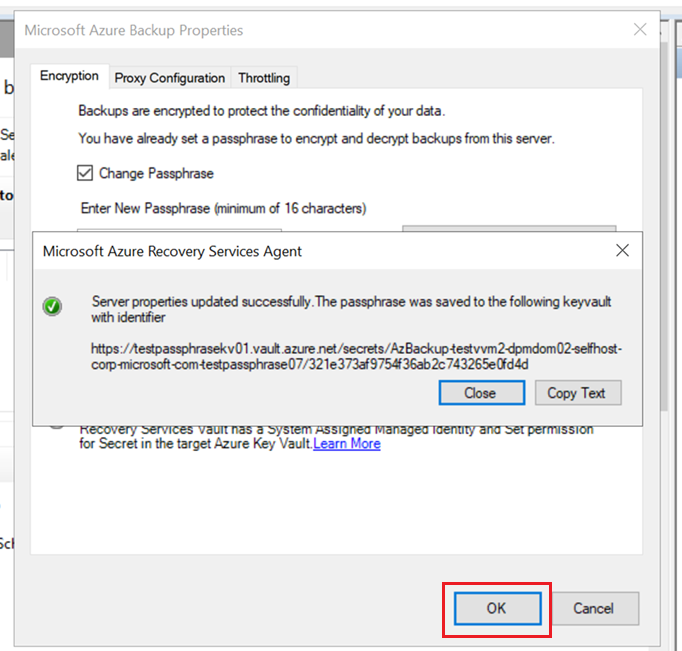 Microsoft Azure Backup Properties
Encryption Proxy Configuration Throttling
Backups are encrypted to protect the confidentiality of your data.
You have already set a passphrase to encrypt and decrypt backups from this server.
Change Passphrase
Enter New Passphrase (minimum of 16 characters)
Microsoft Azure Recovery Services Agent
Server properties updated successfully.The passphrase was saved to the following keyvault
with identifier
https://testpassphrasekv01.vault.azure.net/secrets/AzBackup-testvvm2-dpmdom02-selfhost-
corp-microsoft-com-testpassphrase07/321e373af9754f36ab2c743265e0fd4d
Close Copy Text
Recovery Services Vault has a System Assigned Managed Identity and Set permission
for Secret in the target Azure Key Vault.Learn More
OK Cancel